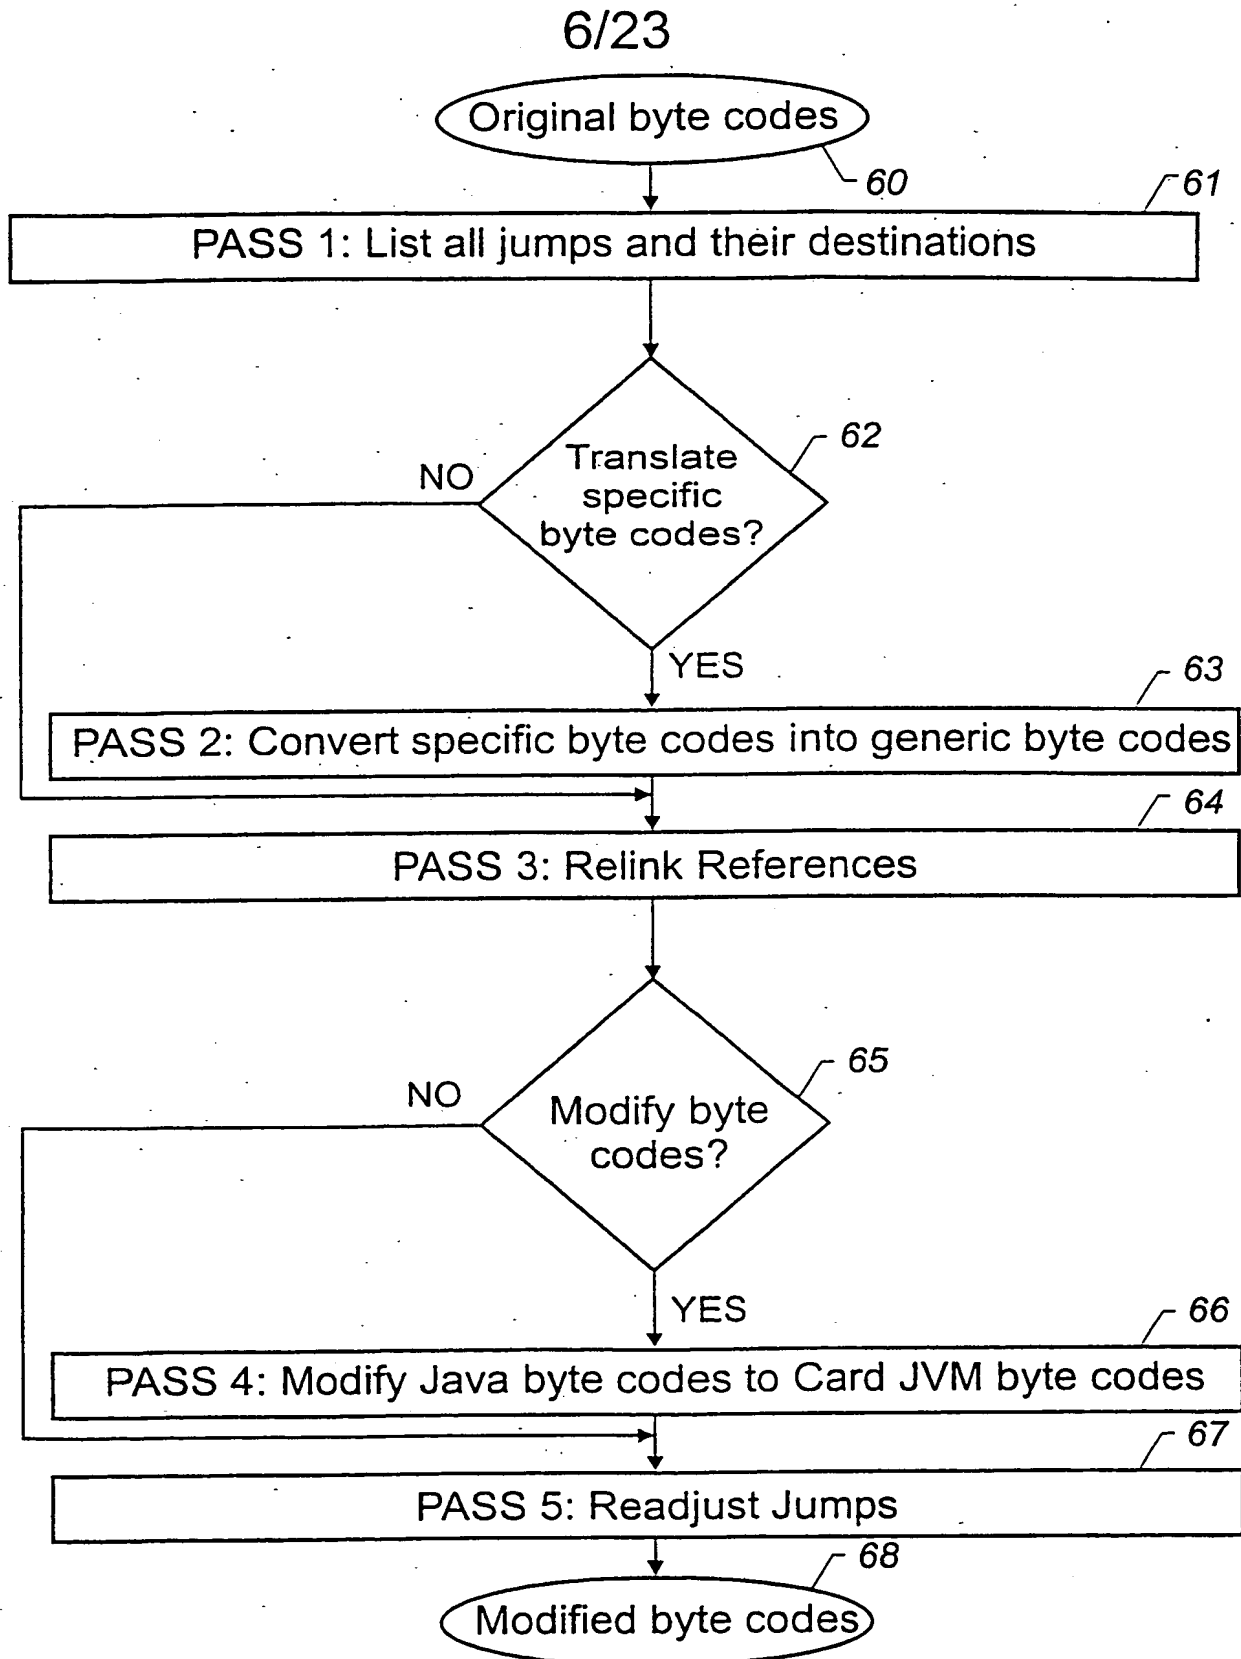 6/23
Original byte codes
60
61
PASS 1: List all jumps and their destinations
62
Translate
specific
byte codes?
NO
YES
63
PASS 2: Convert specific byte codes into generic byte codes
64
PASS 3: Relink References
65
NO
Modify byte
codes?
YES
66
PASS 4: Modify Java byte codes to Card JVM byte codes
67
PASS 5: Readjust Jumps
68
Modified byte codes